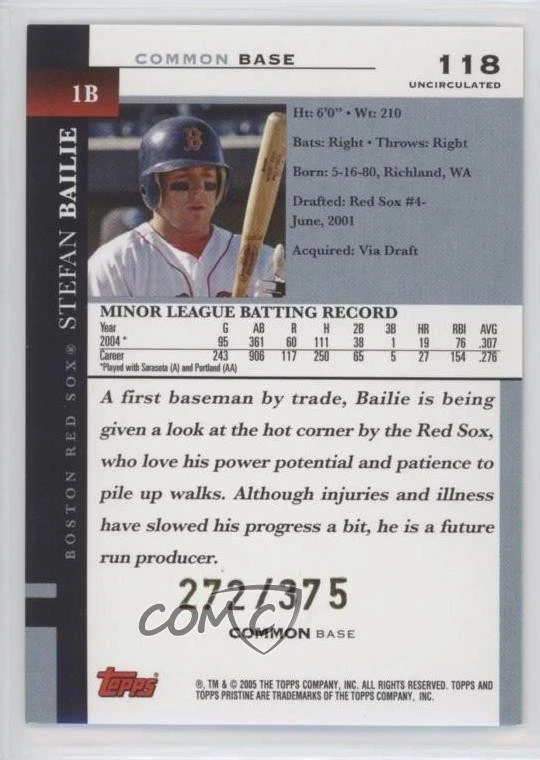 COMMON BASE
118
UNCIRCULATED
1B
BOSTON RED SOX® STEFAN BAILIE
B
Ht: 6'0" • Wt: 210
Bats: Right • Throws: Right
Born: 5-16-80, Richland, WA
Drafted: Red Sox #4-
June, 2001
Acquired: Via Draft
MINOR LEAGUE BATTING RECORD
Year G AB R H 2B 3B HR RBI AVG
2004 * 95 361 60 111 38 1 19 76 .307
Career 243 906 117 250 65 5 27 154 .276
*Played with Sarasota (A) and Portland (AA)
A first baseman by trade, Bailie is being
given a look at the hot corner by the Red Sox,
who love his power potential and patience to
pile up walks. Although injuries and illness
have slowed his progress a bit, he is a future
run producer.
272/375
COMC
COMMON BASE
Topps
®, TM & © 2005 THE TOPPS COMPANY, INC. ALL RIGHTS RESERVED. TOPPS AND
TOPPS PRISTINE ARE TRADEMARKS OF THE TOPPS COMPANY, INC.